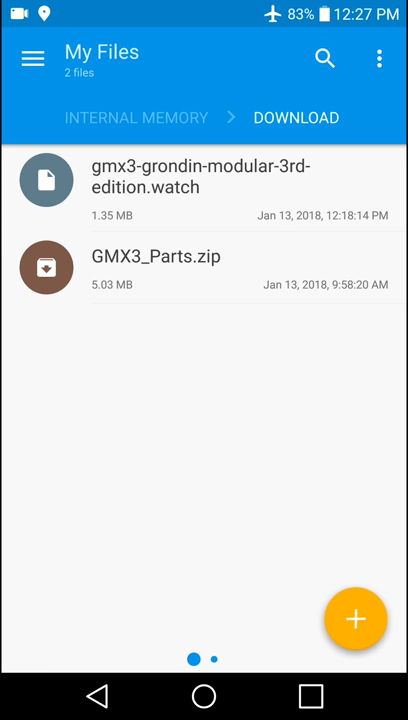 83% 12:27 PM
My Files
2 files
INTERNAL MEMORY DOWNLOAD
gmx3-grondin-modular-3rd-
edition.watch
1.35 MB Jan 13, 2018, 12:18:14 PM
GMX3_Parts.zip
5.03 MB Jan 13, 2018, 9:58:20 AM